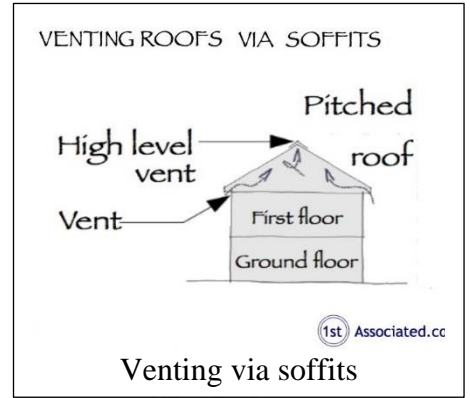 VENTING ROOFS VIA SOFFITS
Pitched
roof
High level
vent
Vent
First floor
Ground floor
1st Associated.co
Venting via soffits